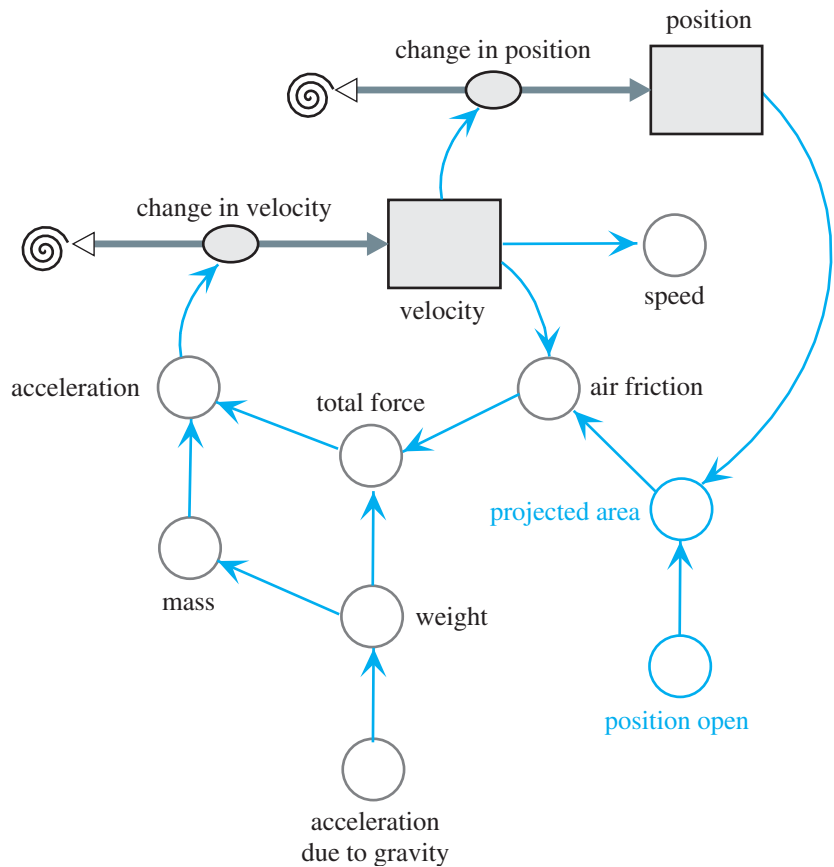 position
change in position
change in velocity
speed
velocity
acceleration
air friction
total force
projected area
mass
weight
position open
acceleration
due to gravity